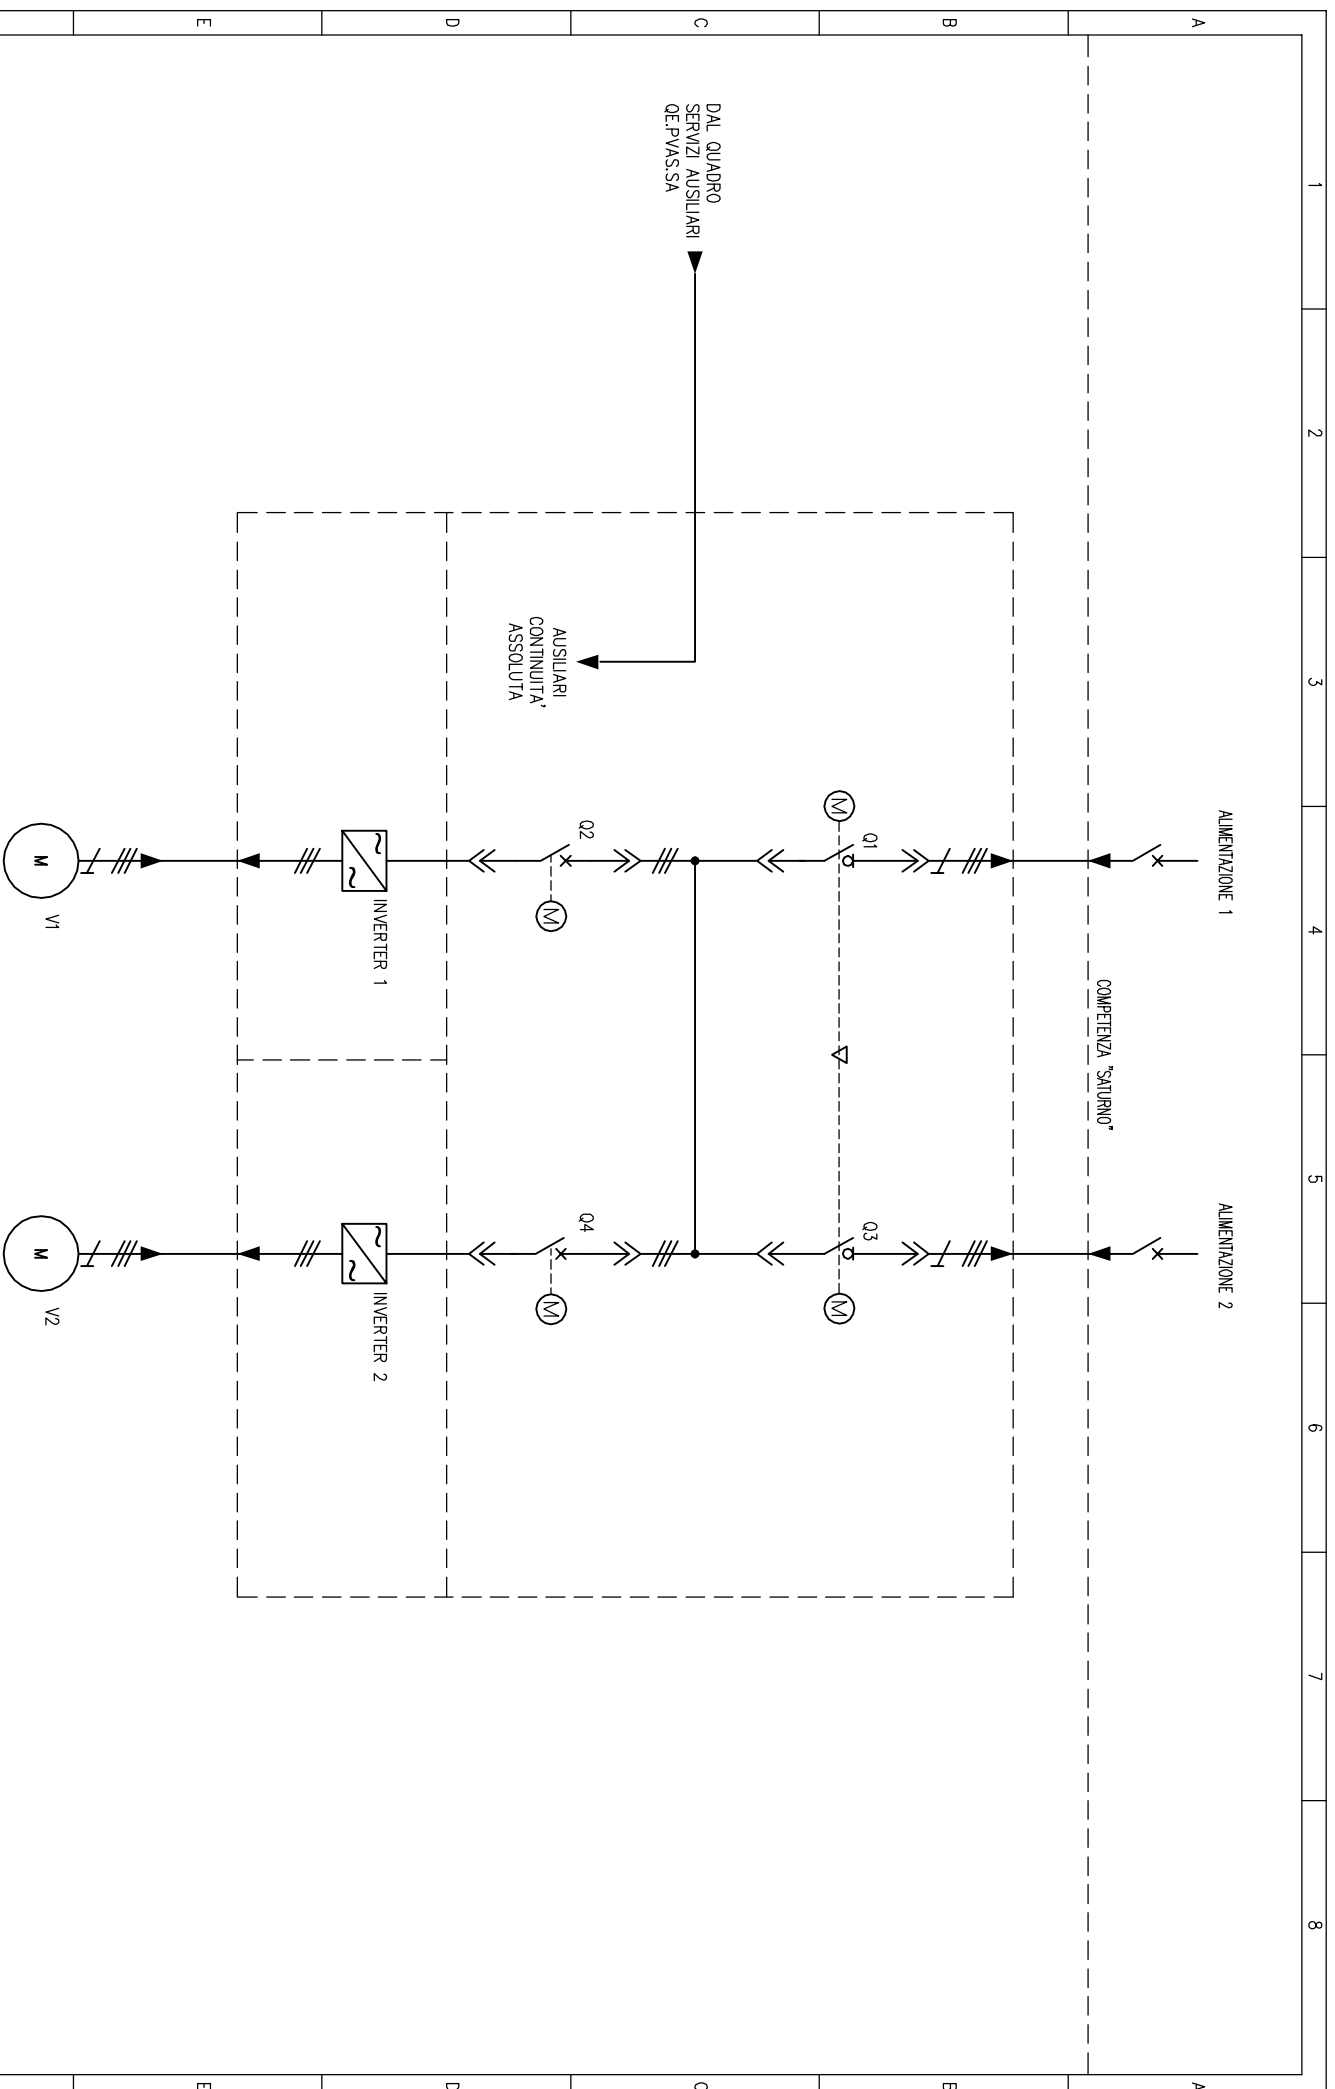 1
2
3
4
5
6
7
8
A
A
ALIMENTAZIONE 1
ALIMENTAZIONE 2
COMPETENZA "SATURNO"
B
B
Q1
Q3
M
M
C
C
DAL QUADRO
SERVIZI AUSILIARI
QE.PVAS.SA
Q2
Q4
M
M
AUSILIARI
CONTINUITA'
ASSOLUTA
D
D
INVERTER 1
INVERTER 2
~
~
~
~
E
E
M
V1
M
V2